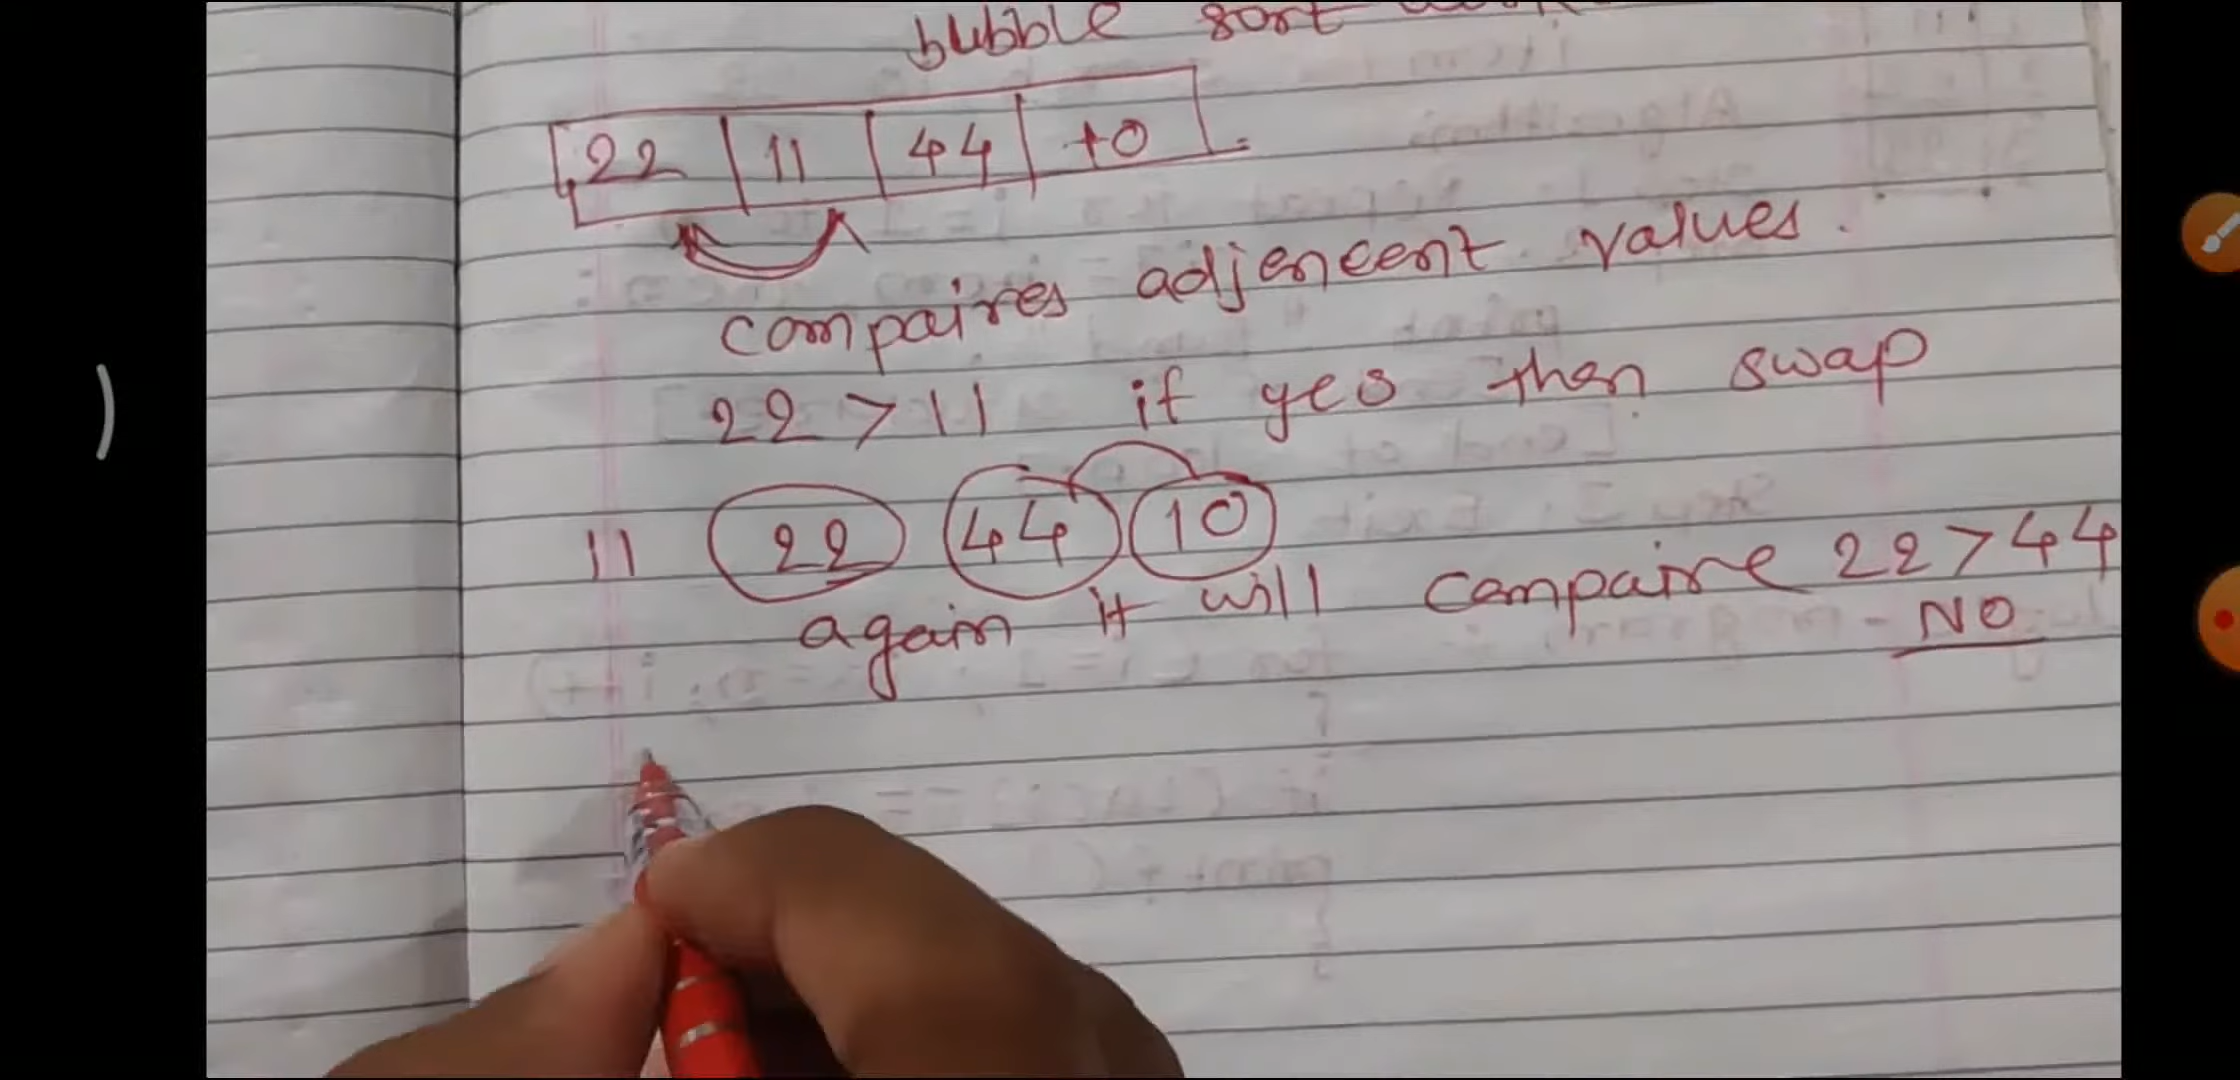 bubble sort
22 11 44 10
compaires adjencent values.
22 > 11 if yes then swap
11 22 44 10
again it will compaire 22 > 44
NO